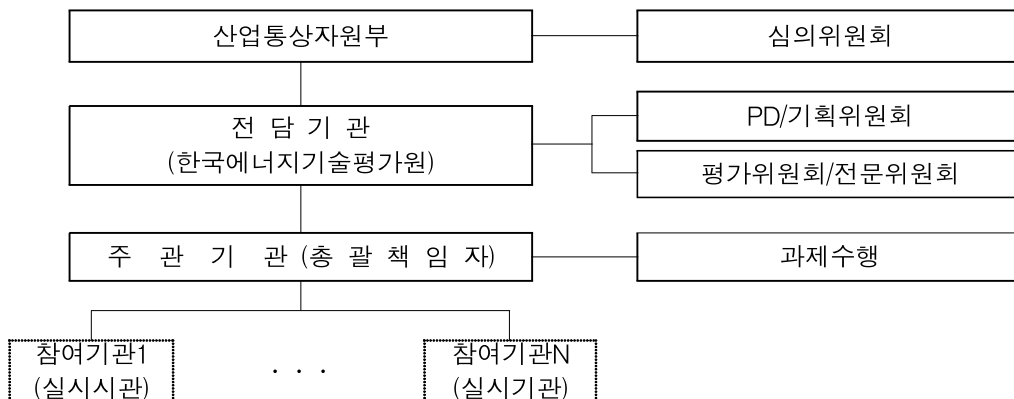 산업통상자원부
심의위원회
전 담 기 관
(한국에너지기술평가원)
PD/기획위원회
평가위원회/전문위원회
주 관 기 관 (총 괄 책 임 자)
과제수행
참여기관1
(실시시관)
· · ·
참여기관N
(실시기관)